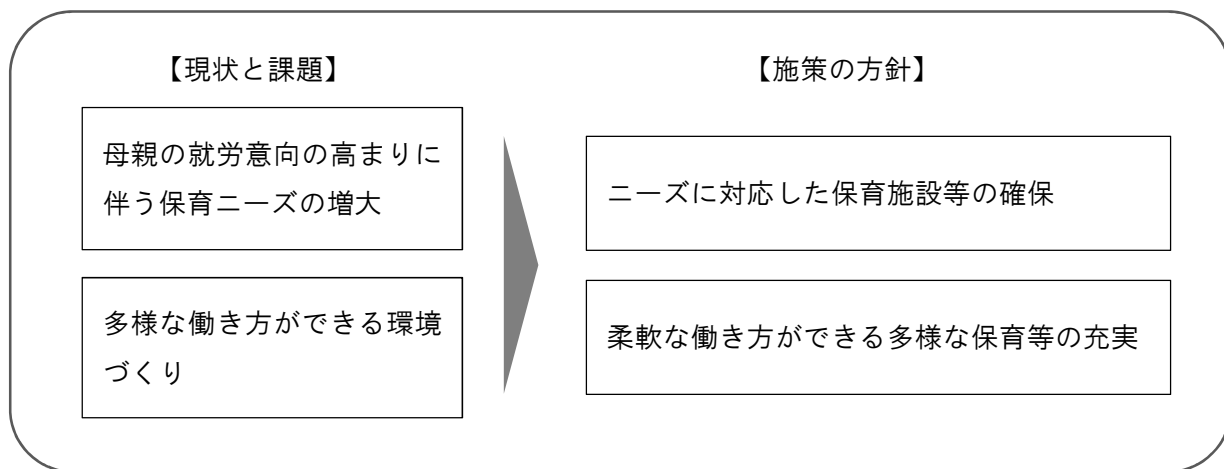 【現状と課題】
母親の就労意向の高まりに
伴う保育ニーズの増大
多様な働き方ができる環境
づくり
【施策の方針】
ニーズに対応した保育施設等の確保
柔軟な働き方ができる多様な保育等の充実